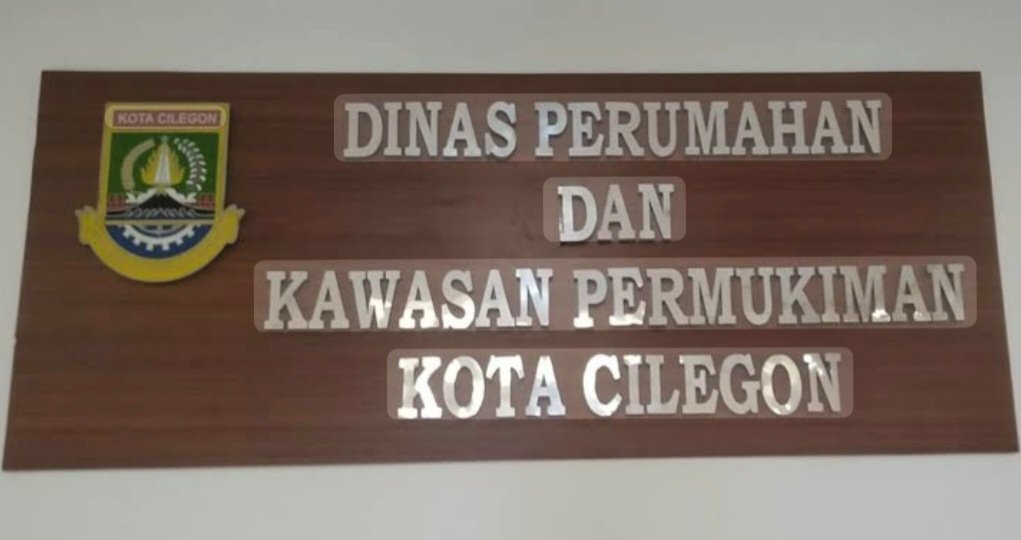 KOTA CILEGON
DINAS PERUMAHAN
DAN
KAWASAN PERMUKIMAN
KOTA CILEGON